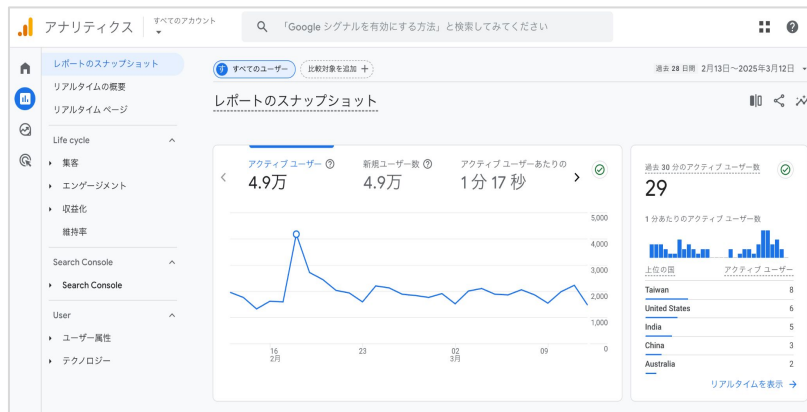 アナリティクス
すべてのアカウント
「Google シグナルを有効にする方法」と検索してみてください
レポートのスナップショット
リアルタイムの概要
リアルタイム ページ
Life cycle
集客
エンゲージメント
収益化
維持率
Search Console
Search Console
User
ユーザー属性
テクノロジー
す すべてのユーザー
比較対象を追加 +
過去 28 日間 2月13日～2025年3月12日
レポートのスナップショット
アクティブ ユーザー
4.9万
新規ユーザー数
4.9万
アクティブ ユーザーあたりの
1 分 17 秒
5,000
4,000
3,000
2,000
1,000
0
16
2月
23
02
3月
09
過去 30 分のアクティブ ユーザー数
29
1 分あたりのアクティブ ユーザー数
上位の国 アクティブ ユーザー
Taiwan 8
United States 6
India 5
China 3
Australia 2
リアルタイムを表示 →